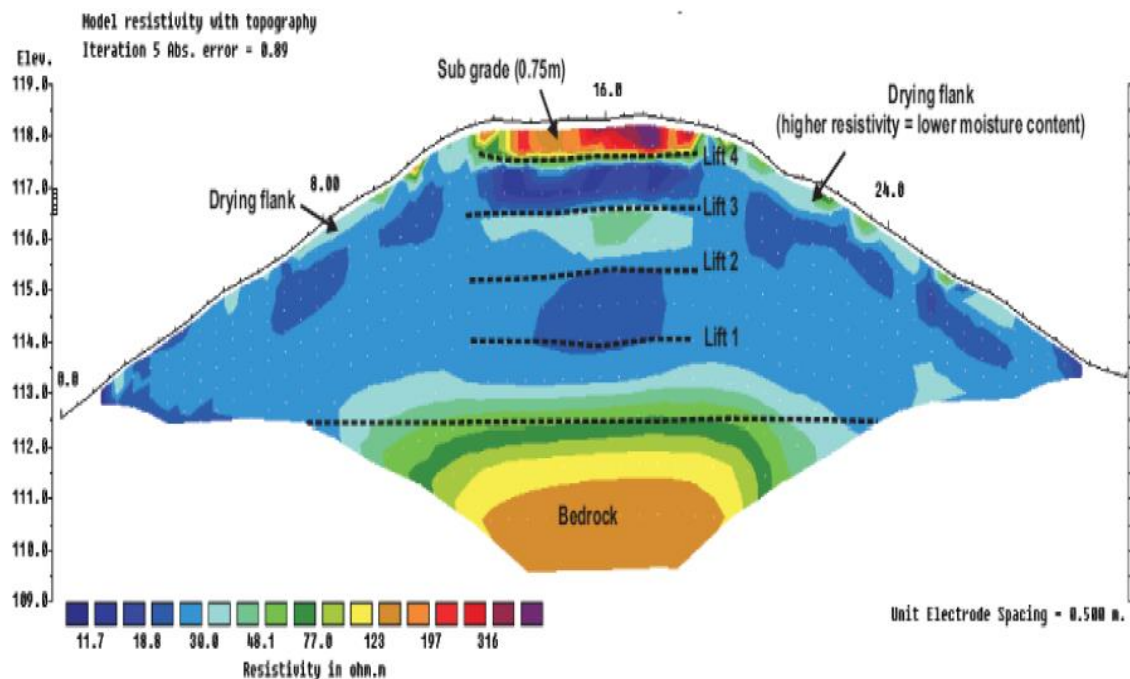 Model resistivity with topography
Iteration 5 Abs. error = 0.89
Elev.
119.0
118.0
117.0
116.0
115.0
114.0
113.0
112.0
111.0
110.0
109.0
0.0
8.00
16.0
24.0
Sub grade (0.75m)
Drying flank
(higher resistivity = lower moisture content)
Drying flank
Lift 4
Lift 3
Lift 2
Lift 1
Bedrock
11.7 18.8 30.0 48.1 77.0 123 197 316
Resistivity in ohm.m
Unit Electrode Spacing = 0.500 m.